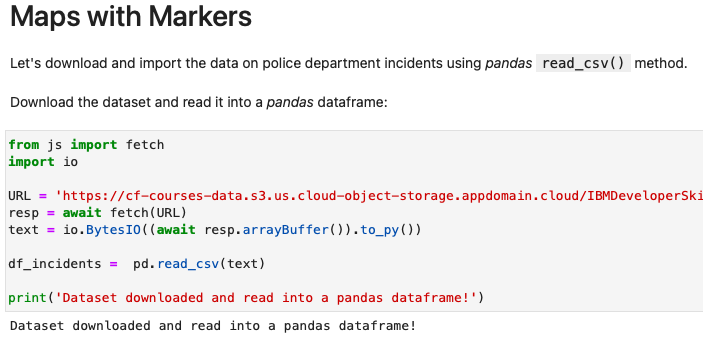 Maps with Markers
Let's download and import the data on police department incidents using pandas read_csv() method.
Download the dataset and read it into a pandas dataframe:
from js import fetch
import io
URL = 'https://cf-courses-data.s3.us.cloud-object-storage.appdomain.cloud/IBMDeveloperSki
resp = await fetch(URL)
text = io.BytesIO((await resp.arrayBuffer()).to_py())
df_incidents =  pd.read_csv(text)
print('Dataset downloaded and read into a pandas dataframe!')
Dataset downloaded and read into a pandas dataframe!